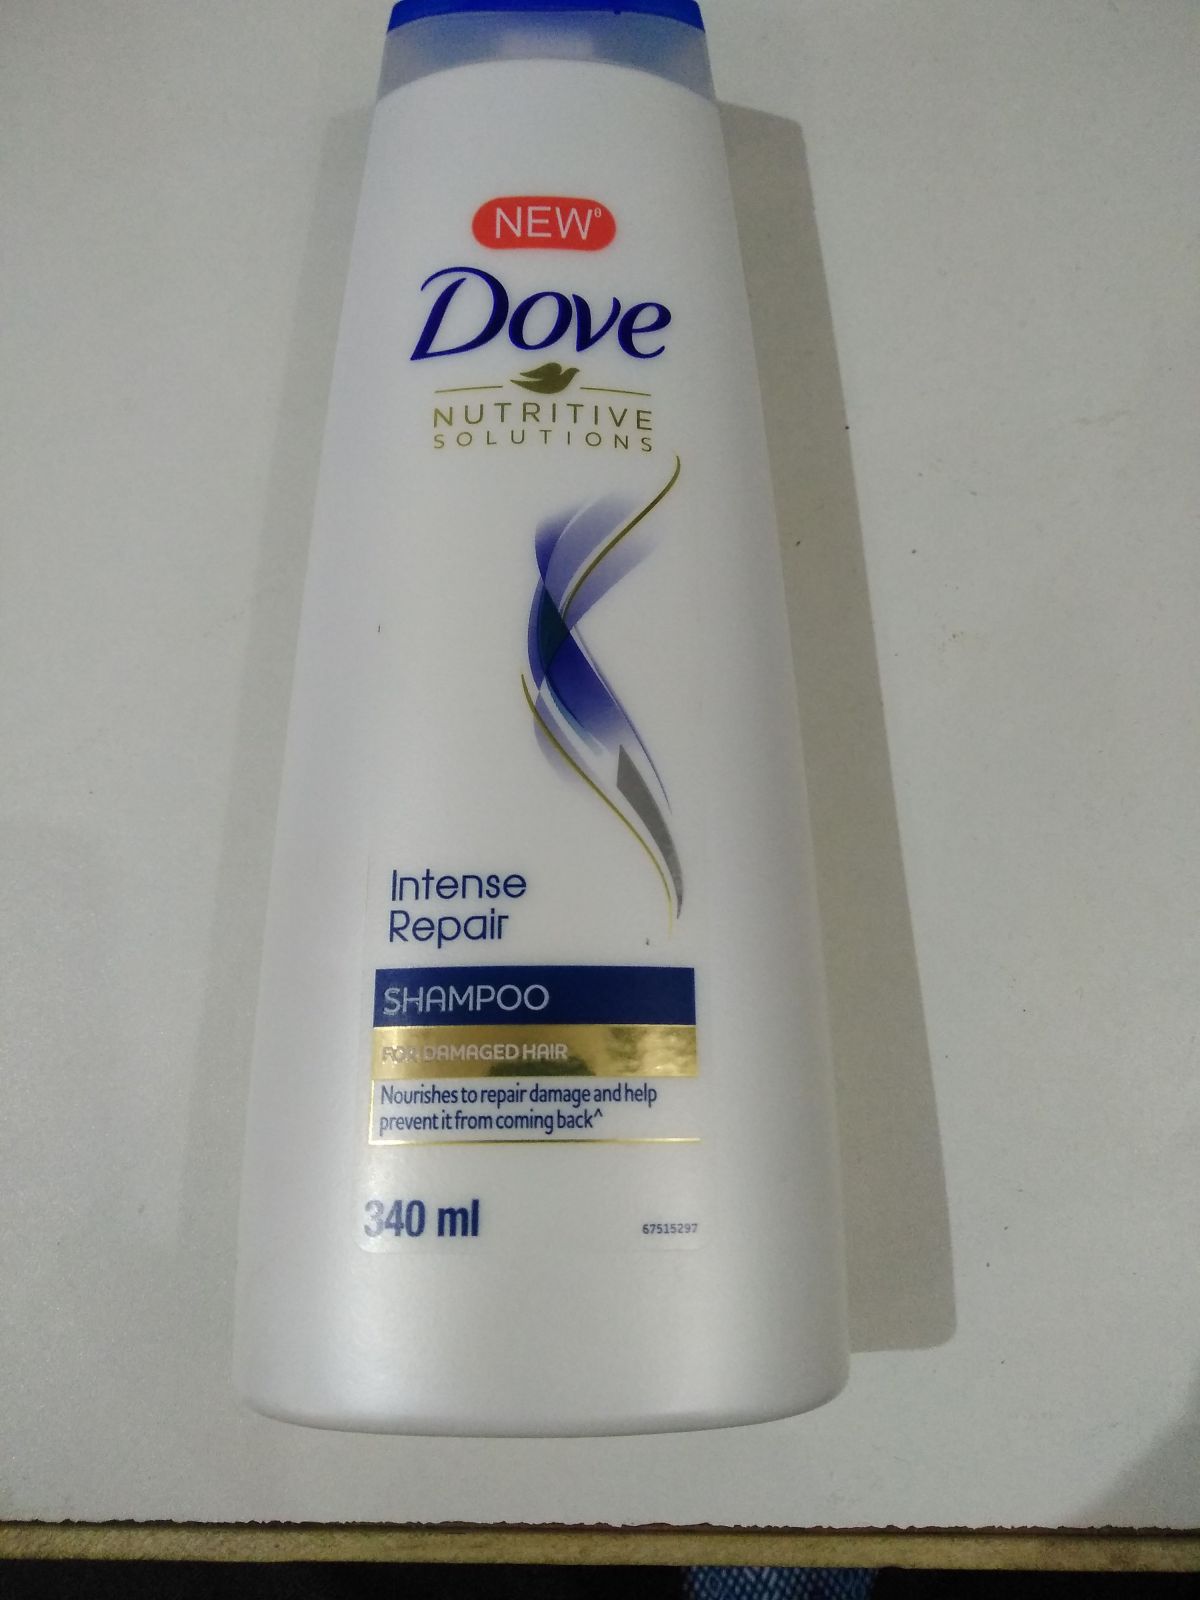 NEW®
Dove
NUTRITIVE
SOLUTIONS
Intense
Repair
SHAMPOO
FOR DAMAGED HAIR
Nourishes to repair damage and help
prevent it from coming back^
340 ml
67515297